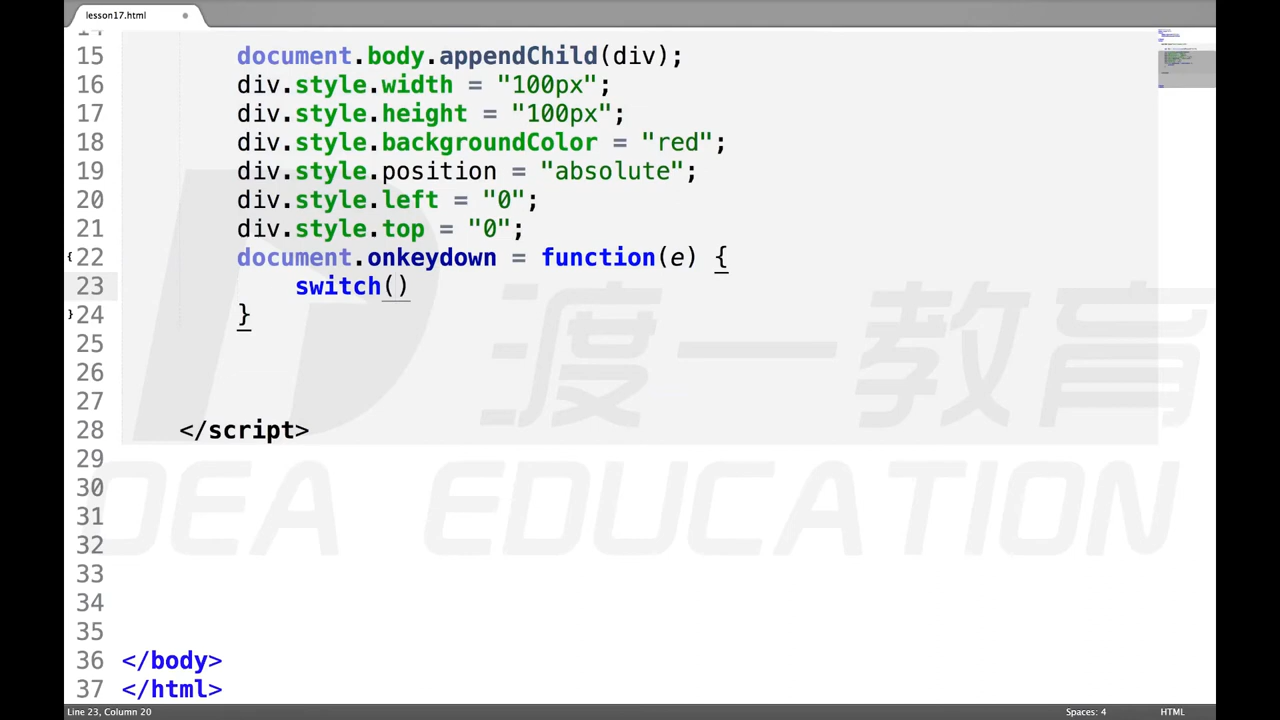 lesson17.html
14
15 document.body.appendChild(div);
16 div.style.width = "100px";
17 div.style.height = "100px";
18 div.style.backgroundColor = "red";
19 div.style.position = "absolute";
20 div.style.left = "0";
21 div.style.top = "0";
22 document.onkeydown = function(e) {
23 switch()
24 }
25
26
27
28 </script>
29
30
31
32
33
34
35
36 </body>
37 </html>
渡一教育
DEA EDUCATION
Line 23, Column 20
Spaces: 4
HTML